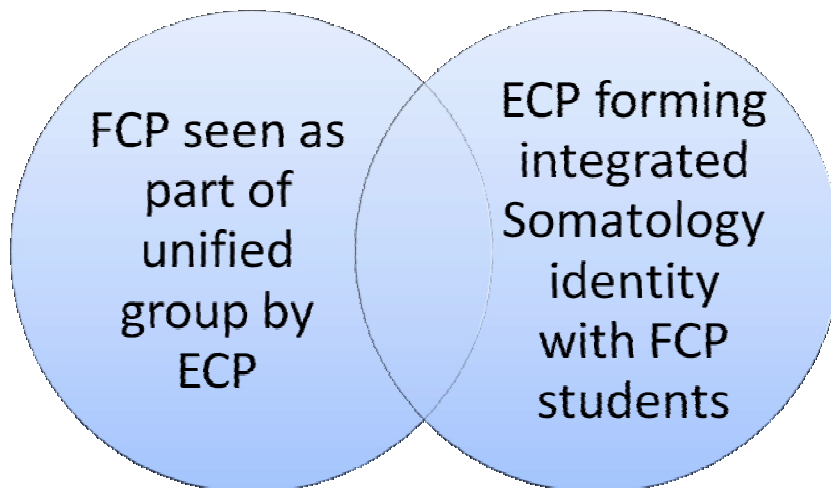 FCP seen as
part of
unified
group by
ECP
ECP forming
integrated
Somatology
identity
with FCP
students